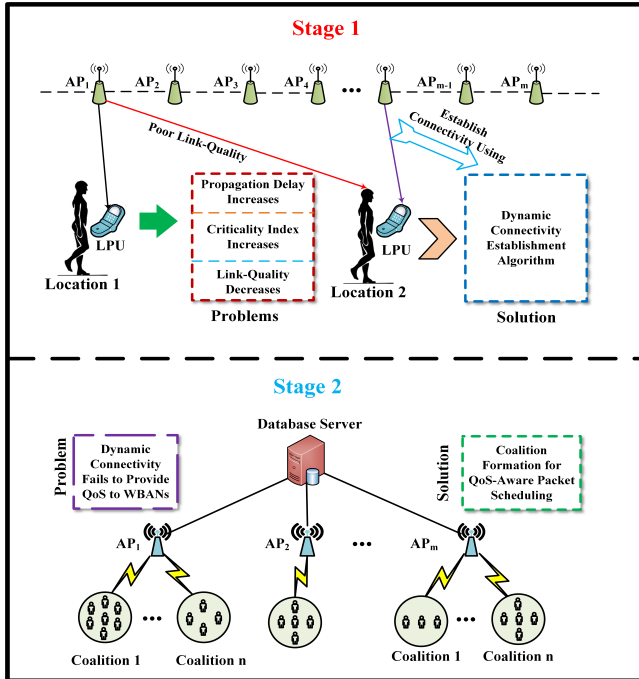 Stage 1
AP1
AP2
AP3
AP4
...
APm-1
APm
Poor Link-Quality
Establish
Connectivity Using
LPU
Location 1
Propagation Delay
Increases
Criticality Index
Increases
Link-Quality
Decreases
Problems
LPU
Location 2
Dynamic
Connectivity
Establishment
Algorithm
Solution
Stage 2
Database Server
Problem
Dynamic
Connectivity
Fails to Provide
QoS to WBANs
Solution
Coalition
Formation for
QoS-Aware Packet
Scheduling
AP1
AP2
...
APm
...
...
Coalition 1
Coalition n
Coalition 1
Coalition n